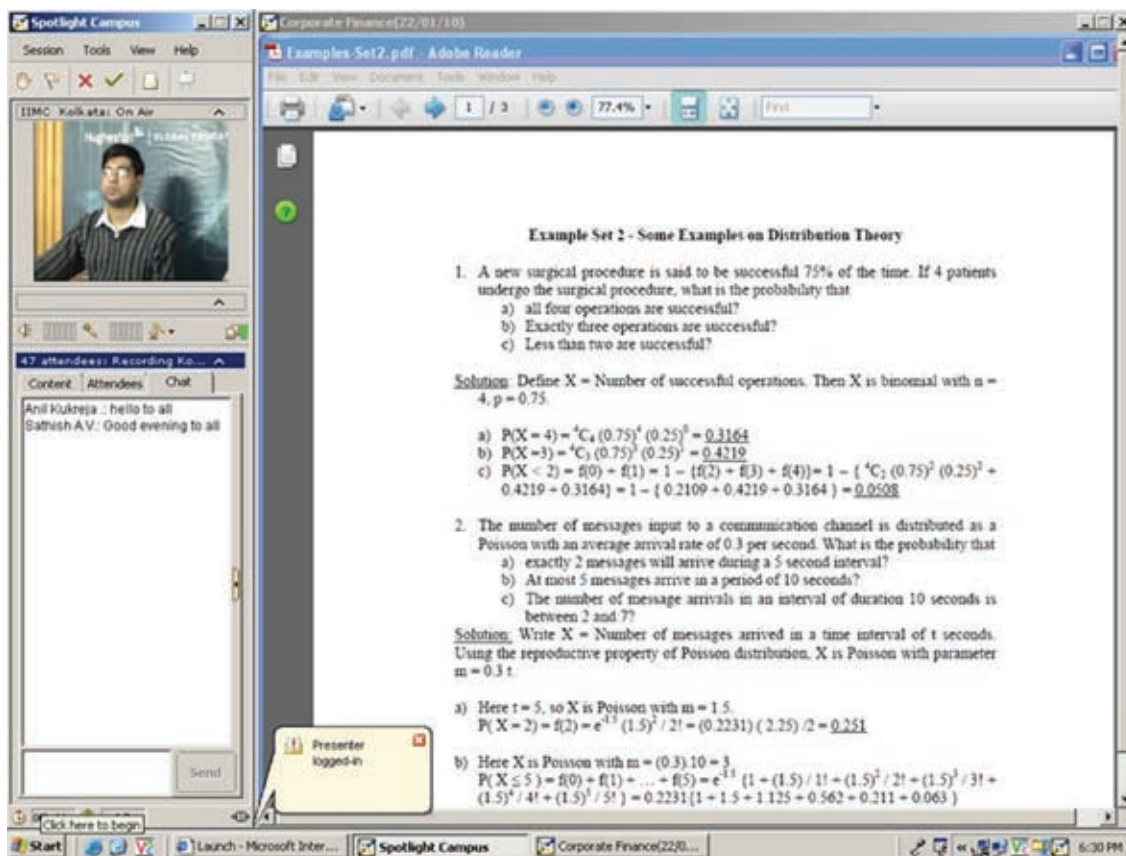 Spotlight Campus
Session Tools View Help
IIMC Kolkata: On Air
47 attendees: Recording Ko...
Content Attendees Chat
Anil Kukreja .: hello to all
Sathish A.V.: Good evening to all
Send
Click here to begin
Corporate Finance(22/01/10)
Examples-Set2.pdf - Adobe Reader
File Edit View Document Tools Window Help
1 / 3 77.4% Find
Example Set 2 - Some Examples on Distribution Theory
1. A new surgical procedure is said to be successful 75% of the time. If 4 patients
undergo the surgical procedure, what is the probability that
a) all four operations are successful?
b) Exactly three operations are successful?
c) Less than two are successful?
Solution: Define X = Number of successful operations. Then X is binomial with n =
4, p = 0.75.
a) P(X = 4) = ⁴C₄ (0.75)⁴ (0.25)⁰ = 0.3164
b) P(X =3) = ⁴C₃ (0.75)³ (0.25)¹ = 0.4219
c) P(X < 2) = f(0) + f(1) = 1 – {f(2) + f(3) + f(4)}= 1 – { ⁴C₂ (0.75)² (0.25)² +
0.4219 + 0.3164} = 1 – { 0.2109 + 0.4219 + 0.3164 } = 0.0508
2. The number of messages input to a communication channel is distributed as a
Poisson with an average arrival rate of 0.3 per second. What is the probability that
a) exactly 2 messages will arrive during a 5 second interval?
b) At most 5 messages arrive in a period of 10 seconds?
c) The number of message arrivals in an interval of duration 10 seconds is
between 2 and 7?
Solution: Write X = Number of messages arrived in a time interval of t seconds.
Using the reproductive property of Poisson distribution, X is Poisson with parameter
m = 0.3 t.
a) Here t = 5, so X is Poisson with m = 1.5.
P( X = 2) = f(2) = e⁻¹·⁵ (1.5)² / 2! = (0.2231) ( 2.25) /2 = 0.251
b) Here X is Poisson with m = (0.3).10 = 3
P( X ≤ 5 ) = f(0) + f(1) + … + f(5) = e⁻¹·⁵ {1 + (1.5) / 1! + (1.5)² / 2! + (1.5)³ / 3! +
(1.5)⁴ / 4! + (1.5)⁵ / 5! } = 0.2231{1 + 1.5 + 1.125 + 0.562 + 0.211 + 0.063 }
Presenter
logged-in
Start Launch - Microsoft Inter... Spotlight Campus Corporate Finance(22/0... 6:30 PM